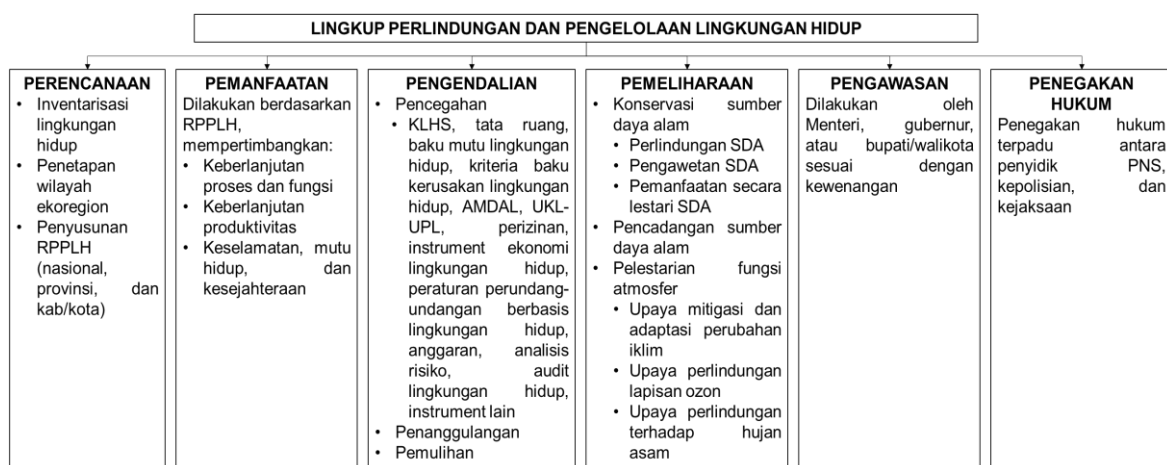 LINGKUP PERLINDUNGAN DAN PENGELOLAAN LINGKUNGAN HIDUP
PERENCANAAN
• Inventarisasi
lingkungan
hidup
• Penetapan
wilayah
ekoregion
• Penyusunan
RPPLH
(nasional,
provinsi, dan
kab/kota)
PEMANFAATAN
Dilakukan berdasarkan
RPPLH,
mempertimbangkan:
• Keberlanjutan
proses dan fungsi
• Keberlanjutan
produktivitas
• Keselamatan, mutu
hidup, dan
kesejahteraan
PENGENDALIAN
• Pencegahan
• KLHS, tata ruang,
baku mutu lingkungan
hidup, kriteria baku
kerusakan lingkungan
hidup, AMDAL, UKL-
UPL, perizinan,
instrument ekonomi
lingkungan hidup,
peraturan perundang-
undangan berbasis
lingkungan hidup,
anggaran, analisis
risiko, audit
lingkungan hidup,
instrument lain
• Penanggulangan
• Pemulihan
PEMELIHARAAN
• Konservasi sumber
daya alam
• Perlindungan SDA
• Pengawetan SDA
• Pemanfaatan secara
lestari SDA
• Pencadangan sumber
daya alam
• Pelestarian fungsi
atmosfer
• Upaya mitigasi dan
adaptasi perubahan
iklim
• Upaya perlindungan
lapisan ozon
• Upaya perlindungan
terhadap hujan
asam
PENGAWASAN
Dilakukan oleh
Menteri, gubernur,
atau bupati/walikota
sesuai dengan
kewenangan
PENEGAKAN
HUKUM
Penegakan hukum
terpadu antara
penyidik PNS,
kepolisian, dan
kejaksaan